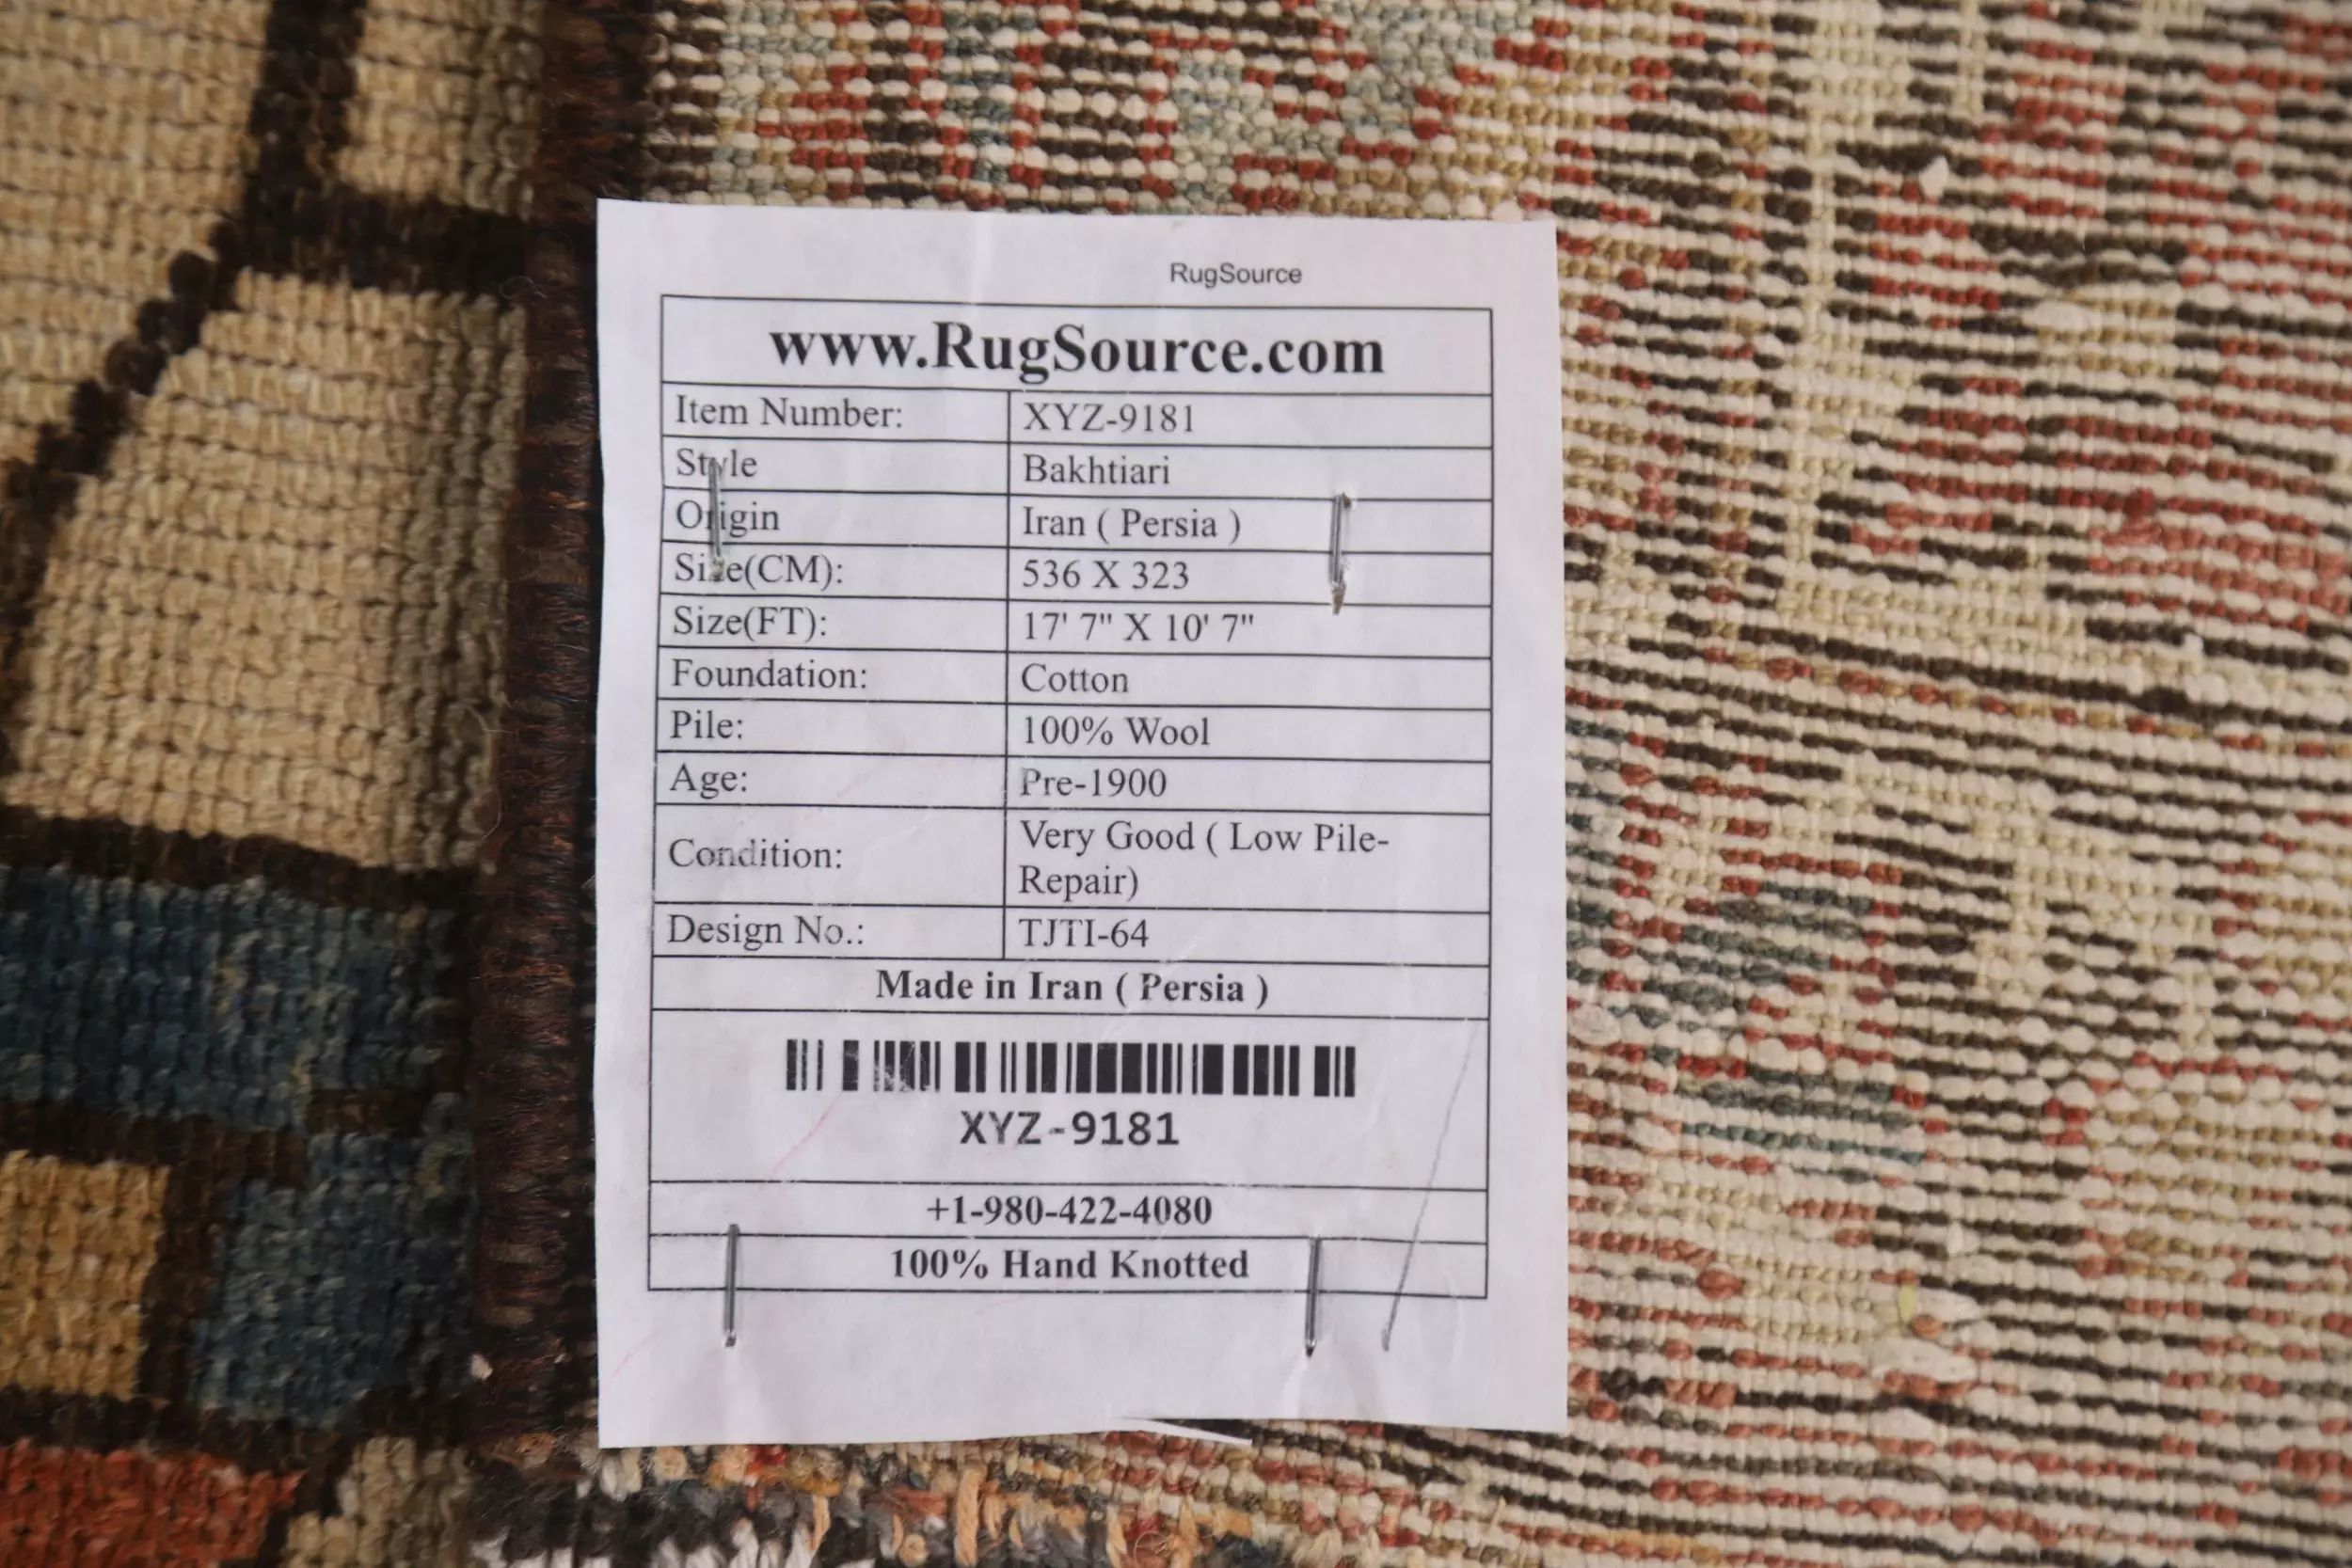 RugSource
www.RugSource.com
Item Number: XYZ-9181
Style Bakhtiari
Origin Iran ( Persia )
Size(CM): 536 X 323
Size(FT): 17' 7" X 10' 7"
Foundation: Cotton
Pile: 100% Wool
Age: Pre-1900
Condition: Very Good ( Low Pile-
Repair)
Design No.: TJTI-64
Made in Iran ( Persia )
XYZ-9181
+1-980-422-4080
100% Hand Knotted